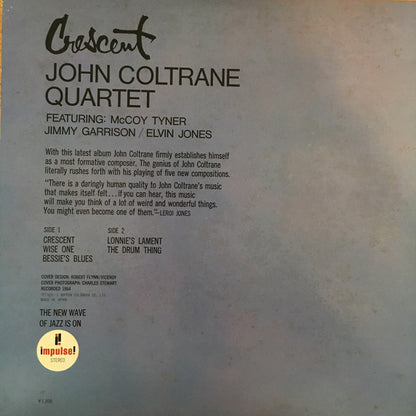 Crescent
JOHN COLTRANE
QUARTET
FEATURING: McCOY TYNER
JIMMY GARRISON / ELVIN JONES
With this latest album John Coltrane firmly establishes himself
as a most formative composer. The genius of John Coltrane
literally rushes forth with his playing of five new compositions.
"There is a daringly human quality to John Coltrane's music
that makes itself felt...If you can hear, this music
will make you think of a lot of weird and wonderful things.
You might even become one of them."—LEROI JONES
SIDE 1
CRESCENT
WISE ONE
BESSIE'S BLUES
SIDE 2
LONNIE'S LAMENT
THE DRUM THING
COVER DESIGN: ROBERT FLYNN/VICEROY
COVER PHOTOGRAPH: CHARLES STEWART
RECORDED 1964
MADE IN JAPAN
THE NEW WAVE
OF JAZZ IS ON
impulse!
STEREO